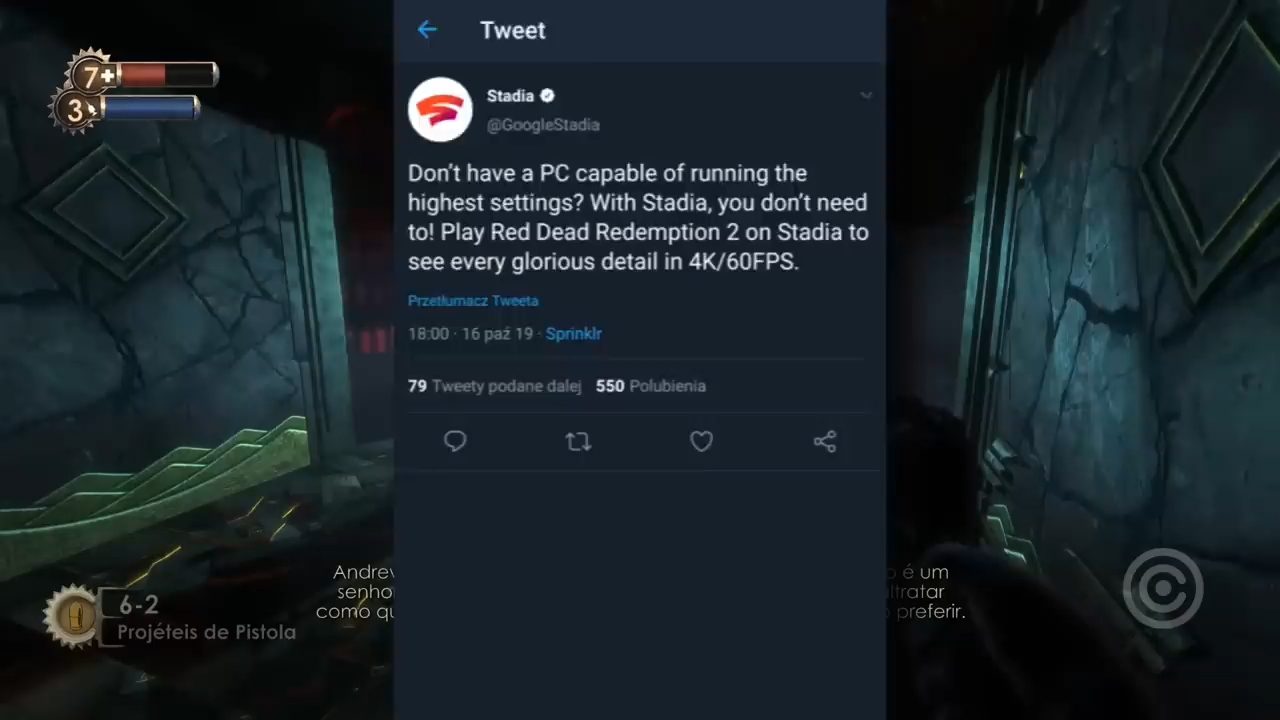 7+
3
Tweet
Stadia
@GoogleStadia
Don't have a PC capable of running the
highest settings? With Stadia, you don't need
to! Play Red Dead Redemption 2 on Stadia to
see every glorious detail in 4K/60FPS.
Przetłumacz Tweeta
18:00 · 16 paź 19 · Sprinklr
79 Tweety podane dalej 550 Polubienia
é um
como
preferir.
6-2
Projéteis de Pistola